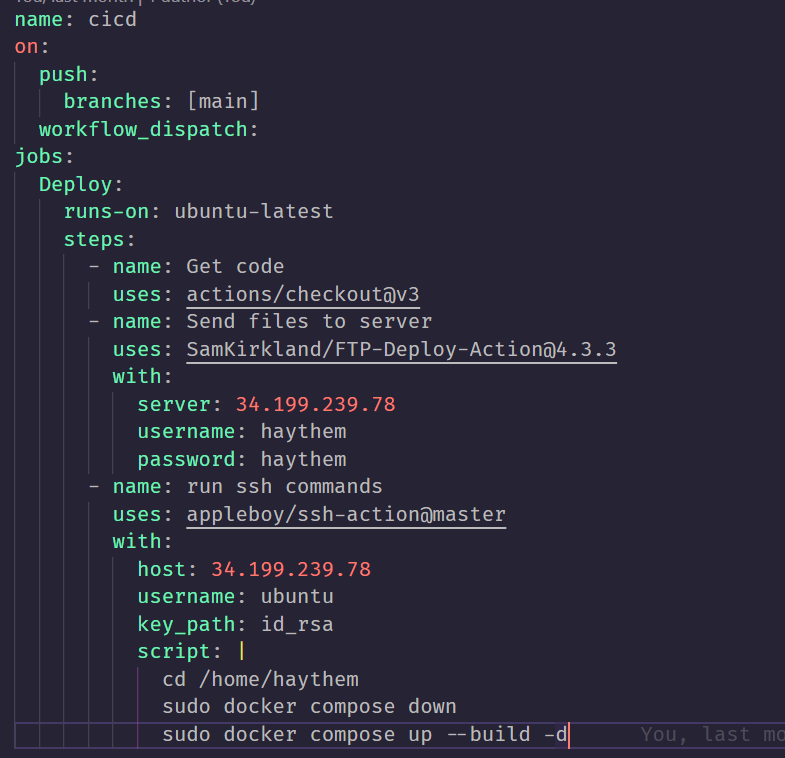 name: cicd
on:
push:
branches: [main]
workflow_dispatch:
jobs:
Deploy:
runs-on: ubuntu-latest
steps:
- name: Get code
uses: actions/checkout@v3
- name: Send files to server
uses: SamKirkland/FTP-Deploy-Action@4.3.3
with:
server: 34.199.239.78
username: haythem
password: haythem
- name: run ssh commands
uses: appleboy/ssh-action@master
with:
host: 34.199.239.78
username: ubuntu
key_path: id_rsa
script: |
cd /home/haythem
sudo docker compose down
sudo docker compose up --build -d You, last mo